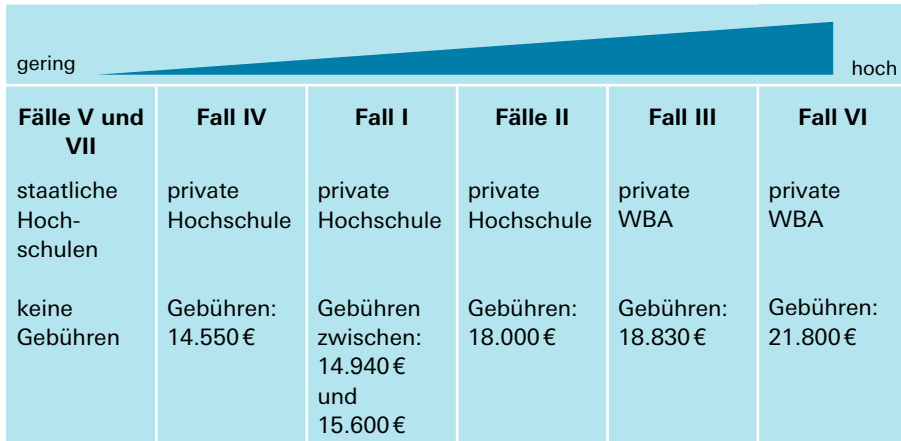 gering
hoch
Fälle V und
VII
staatliche
Hoch-
schulen
keine
Gebühren
Fall IV
private
Hochschule
Gebühren:
14.550 €
Fall I
private
Hochschule
Gebühren
zwischen:
14.940 €
und
15.600 €
Fälle II
private
Hochschule
Gebühren:
18.000 €
Fall III
private
WBA
Gebühren:
18.830 €
Fall VI
private
WBA
Gebühren:
21.800 €